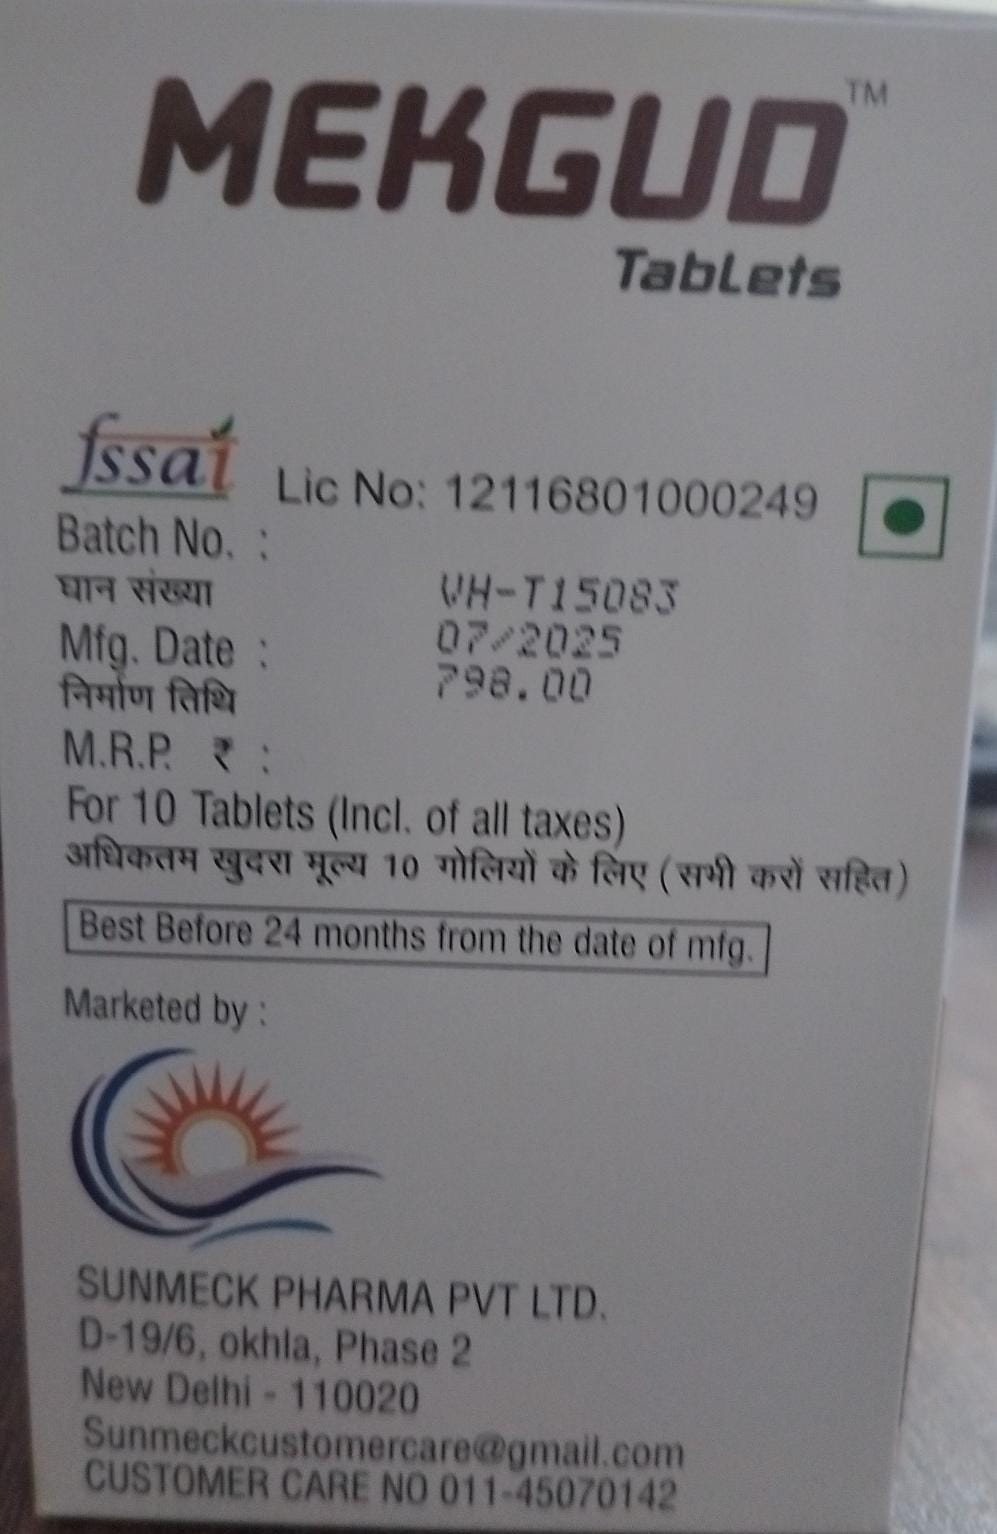 MEKGUD™
Tablets
fssai Lic No: 12116801000249
Batch No. :
घान संख्या VH-T15083
Mfg. Date : 07/2025
निर्माण तिथि 798.00
M.R.P. ₹ :
For 10 Tablets (Incl. of all taxes)
अधिकतम खुदरा मूल्य 10 गोलियों के लिए (सभी करों सहित)
Best Before 24 months from the date of mfg.
Marketed by :
SUNMECK PHARMA PVT LTD.
D-19/6, okhla, Phase 2
New Delhi - 110020
Sunmeckcustomercare@gmail.com
CUSTOMER CARE NO 011-45070142